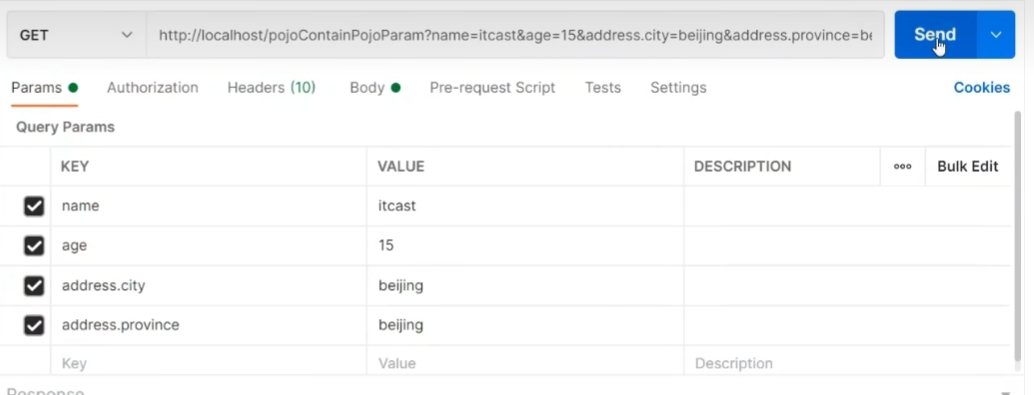 GET http://localhost/pojoContainPojoParam?name=itcast&age=15&address.city=beijing&address.province=be Send
Params Authorization Headers (10) Body Pre-request Script Tests Settings Cookies
Query Params
KEY VALUE DESCRIPTION ooo Bulk Edit
name itcast
age 15
address.city beijing
address.province beijing
Key Value Description
Response